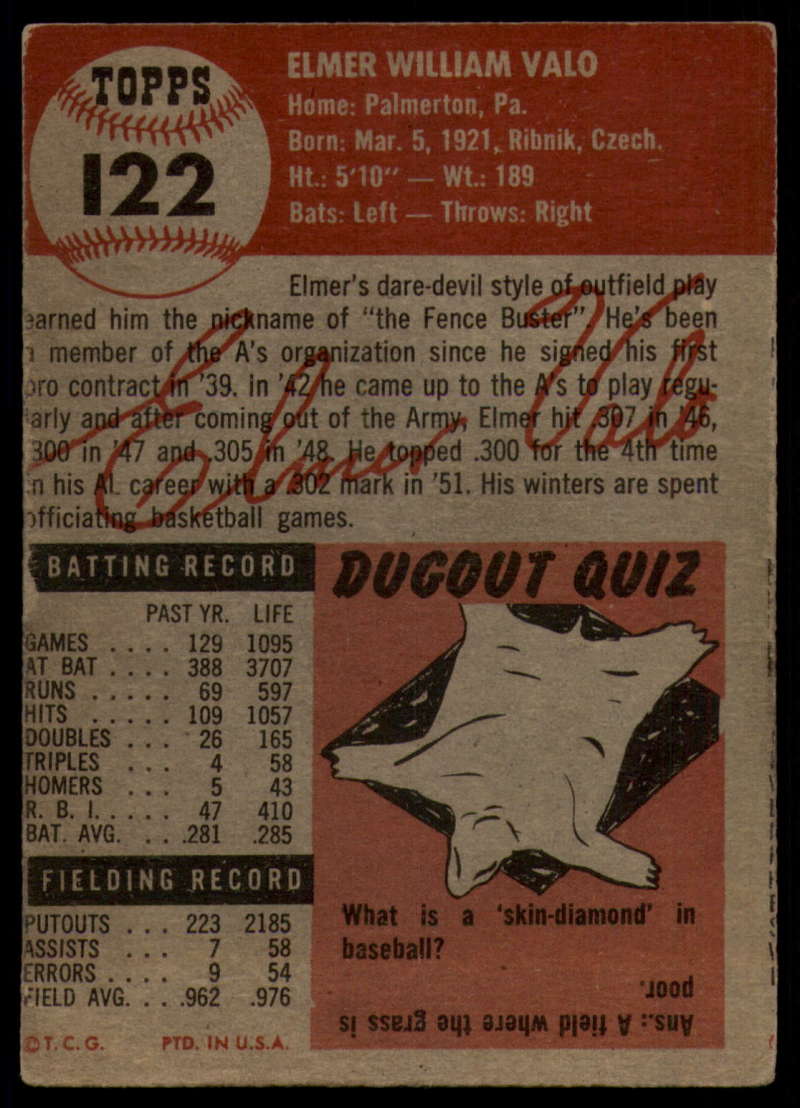 TOPPS
122
ELMER WILLIAM VALO
Home: Palmerton, Pa.
Born: Mar. 5, 1921, Ribnik, Czech.
Ht.: 5'10" — Wt.: 189
Bats: Left — Throws: Right
Elmer's dare-devil style of outfield play
earned him the nickname of "the Fence Buster". He's been
a member of the A's organization since he signed his first
pro contract in '39. In '42 he came up to the A's to play regu-
larly and after coming out of the Army, Elmer hit .307 in '46,
.300 in '47 and .305 in '48. He topped .300 for the 4th time
in his AL career with a .302 mark in '51. His winters are spent
officiating basketball games.
Elmer Valo
BATTING RECORD
PAST YR. LIFE
GAMES .... 129 1095
AT BAT .... 388 3707
RUNS ..... 69 597
HITS ..... 109 1057
DOUBLES ... 26 165
TRIPLES ... 4 58
HOMERS ... 5 43
R. B. I. .... 47 410
BAT. AVG. ... .281 .285
FIELDING RECORD
PUTOUTS ... 223 2185
ASSISTS ... 7 58
ERRORS .... 9 54
FIELD AVG. ... .962 .976
©T. C. G. PTD. IN U.S.A.
DUGOUT QUIZ
What is a 'skin-diamond' in
baseball?
Ans.: A field where the grass is
poor.